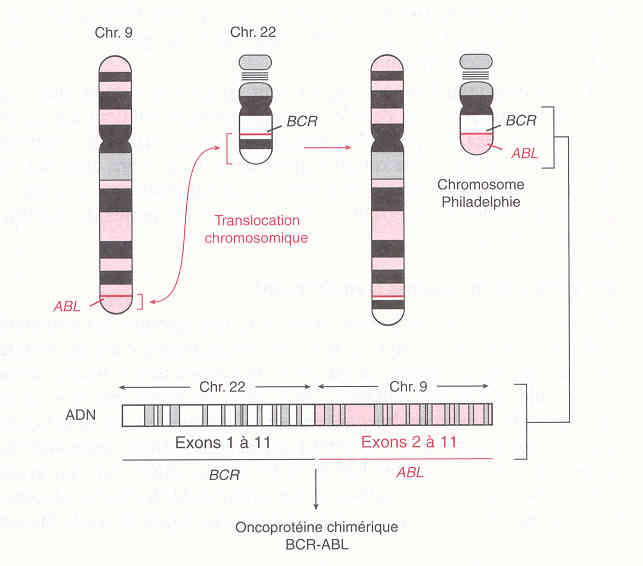 Chr. 9
Chr. 22
BCR
BCR
ABL
Chromosome
Philadelphie
Translocation
chromosomique
ABL
Chr. 22
Chr. 9
ADN
Exons 1 à 11
Exons 2 à 11
BCR
ABL
Oncoprotéine chimérique
BCR-ABL